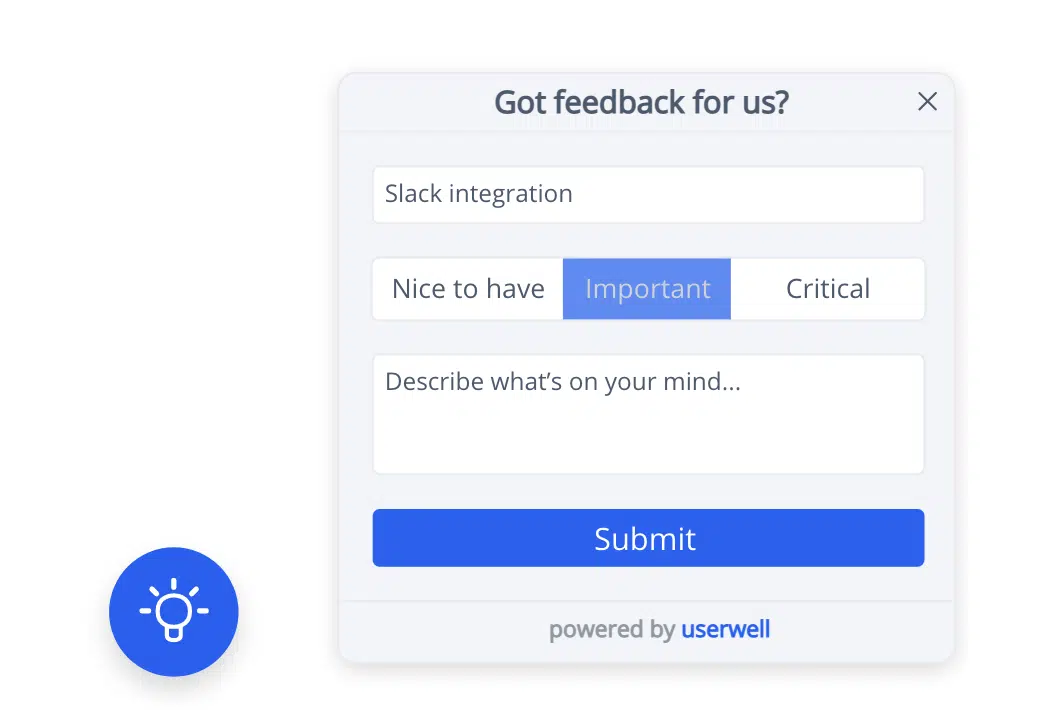 Got feedback for us?
Slack integration
Nice to have Important Critical
Describe what’s on your mind...
Submit
powered by userwell